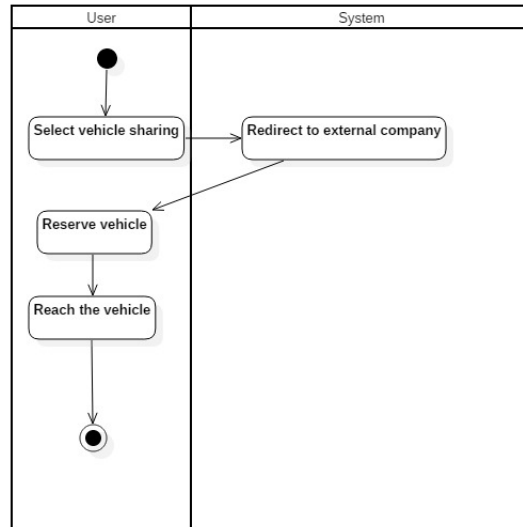 User
System
Select vehicle sharing
Redirect to external company
Reserve vehicle
Reach the vehicle